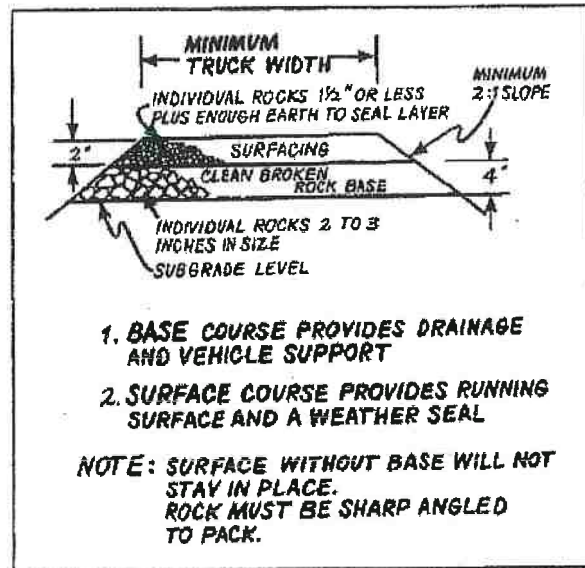 MINIMUM
TRUCK WIDTH
INDIVIDUAL ROCKS 1½" OR LESS
PLUS ENOUGH EARTH TO SEAL LAYER
MINIMUM
2:1 SLOPE
2"
SURFACING
CLEAN BROKEN
ROCK BASE
4"
INDIVIDUAL ROCKS 2 TO 3
INCHES IN SIZE
SUBGRADE LEVEL
1. BASE COURSE PROVIDES DRAINAGE
AND VEHICLE SUPPORT
2. SURFACE COURSE PROVIDES RUNNING
SURFACE AND A WEATHER SEAL
NOTE: SURFACE WITHOUT BASE WILL NOT
STAY IN PLACE.
ROCK MUST BE SHARP ANGLED
TO PACK.